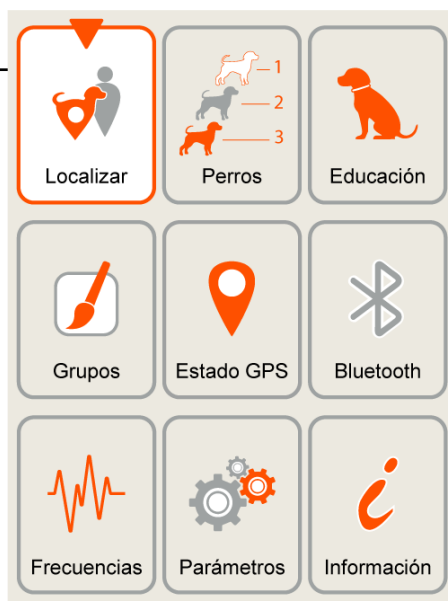 1
2
3
Localizar
Perros
Educación
Grupos
Estado GPS
Bluetooth
Frecuencias
Parámetros
Información